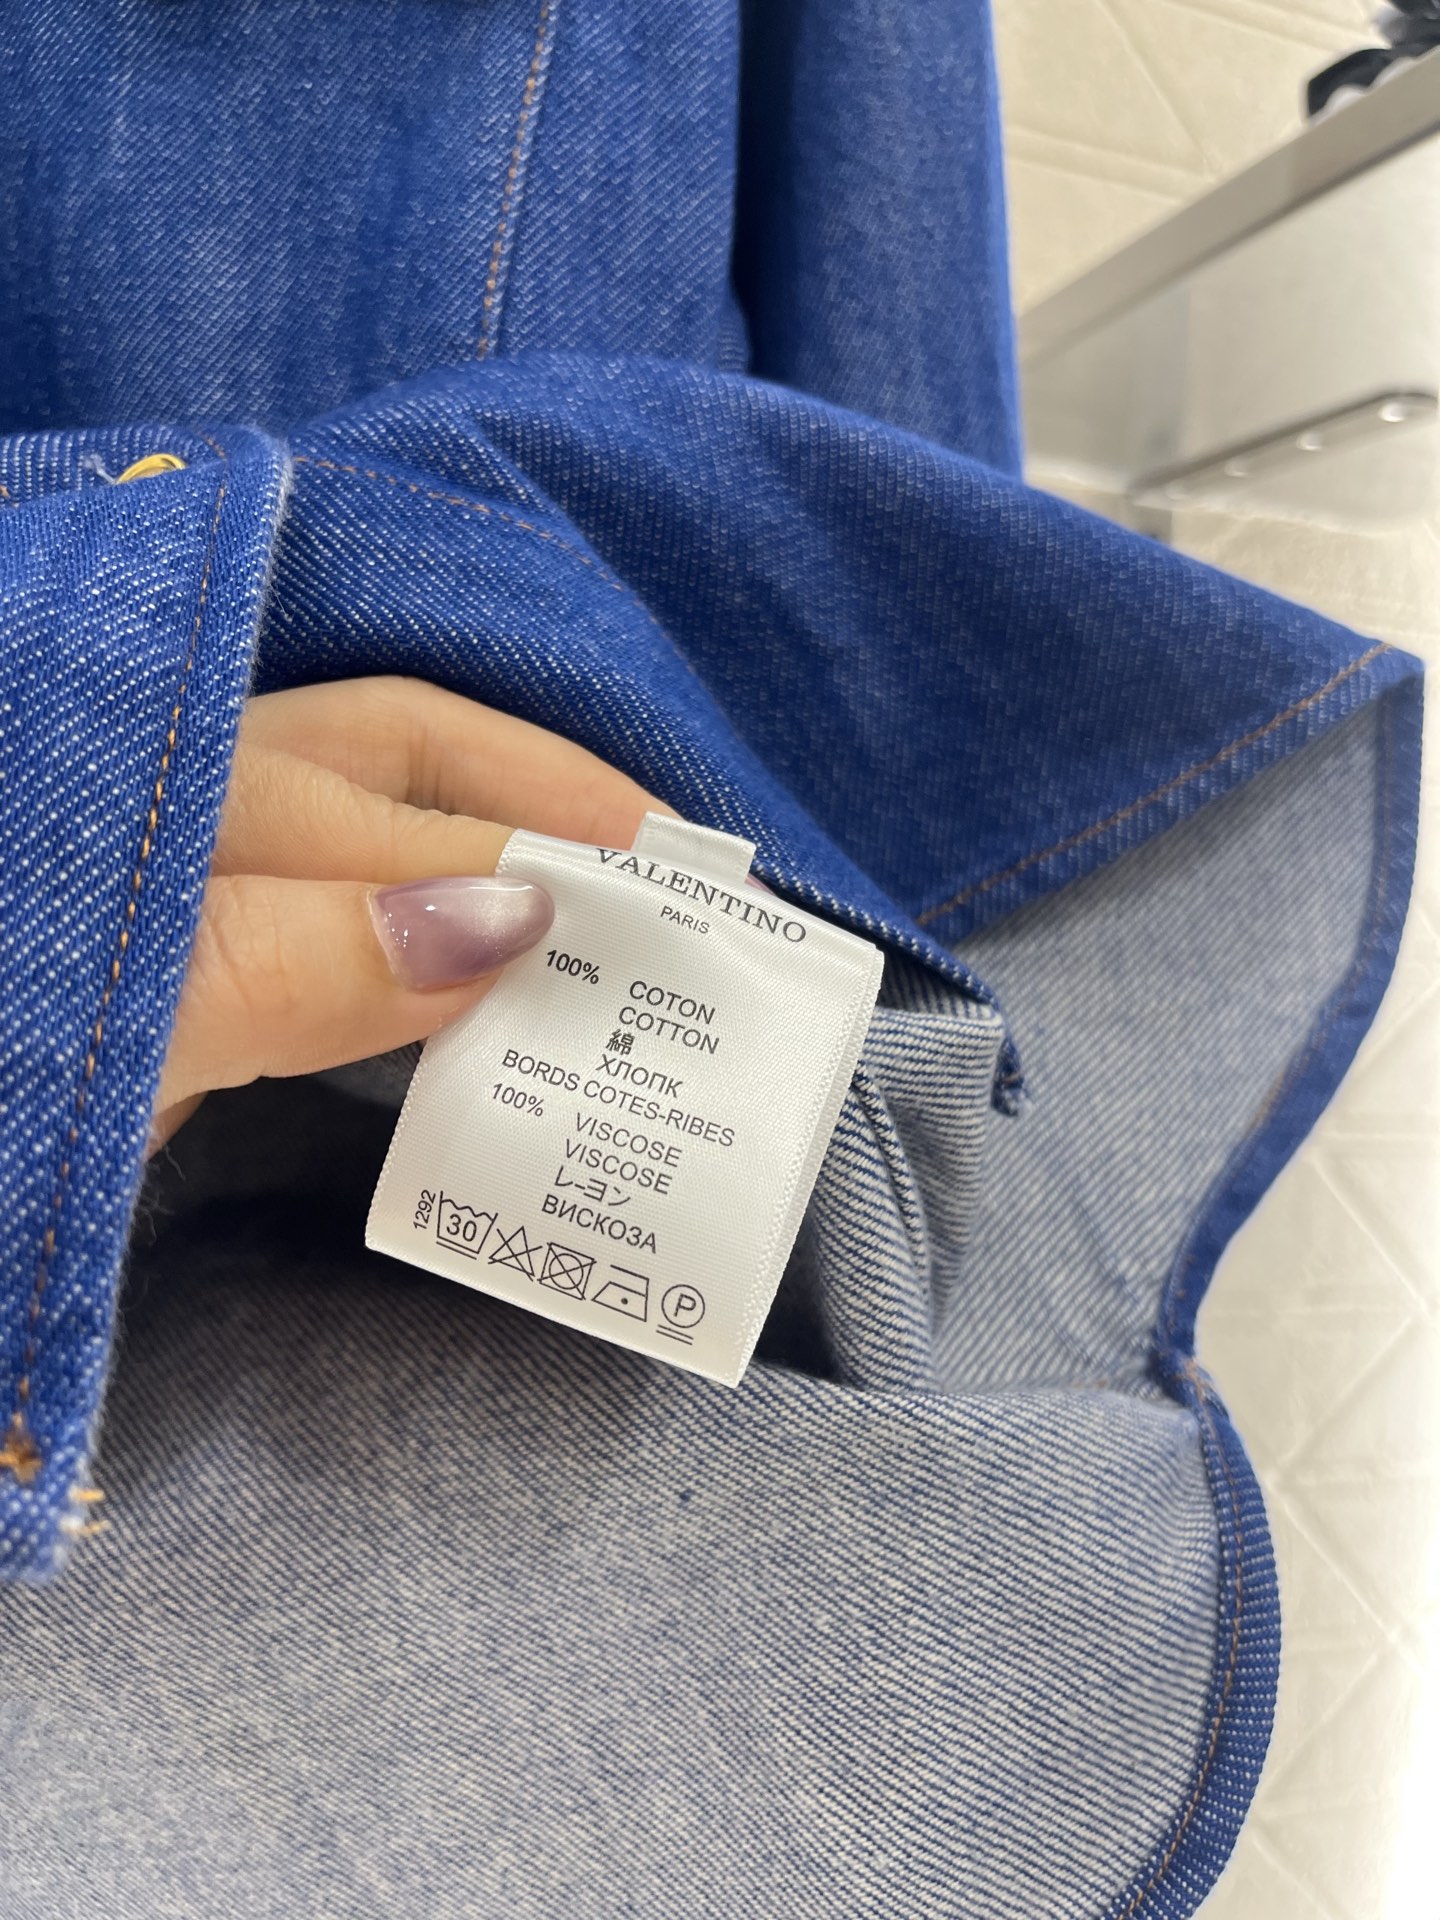 VALENTINO
PARIS
100% COTON
COTTON
綿
ХЛОПК
BORDS COTES-RIBES
100% VISCOSE
VISCOSE
レ-ヨン
ВИСКОЗА
1292
30
P